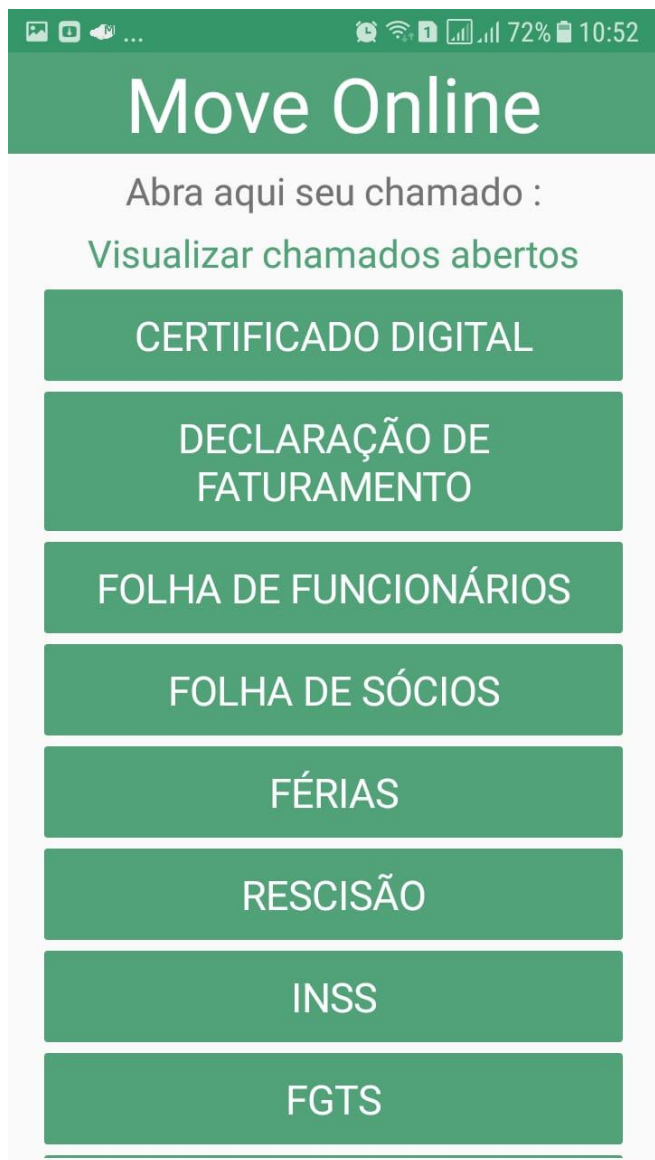 ... 1 72% 10:52
Move Online
Abra aqui seu chamado :
Visualizar chamados abertos
CERTIFICADO DIGITAL
DECLARAÇÃO DE
FATURAMENTO
FOLHA DE FUNCIONÁRIOS
FOLHA DE SÓCIOS
FÉRIAS
RESCISÃO
INSS
FGTS